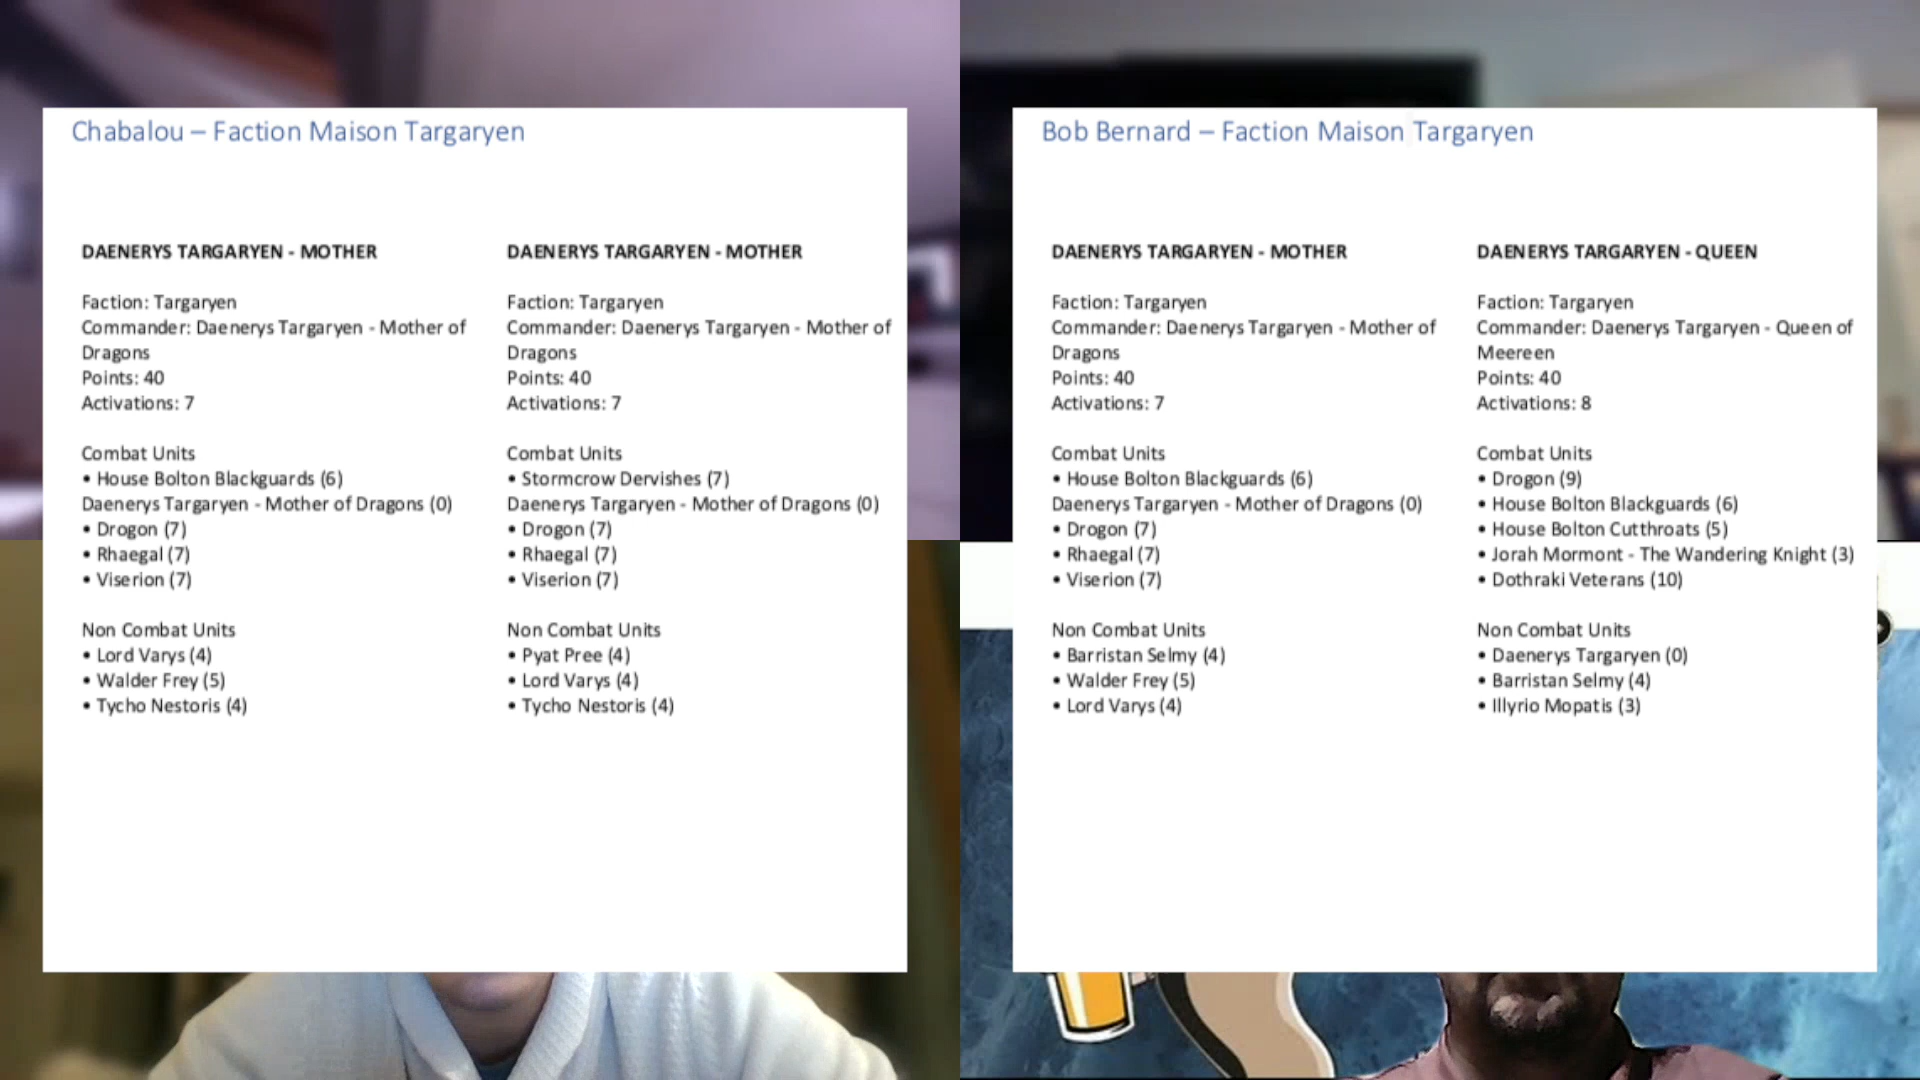 Chabalou – Faction Maison Targaryen
DAENERYS TARGARYEN - MOTHER
Faction: Targaryen
Commander: Daenerys Targaryen - Mother of
Dragons
Points: 40
Activations: 7
Combat Units
• House Bolton Blackguards (6)
Daenerys Targaryen - Mother of Dragons (0)
• Drogon (7)
• Rhaegal (7)
• Viserion (7)
Non Combat Units
• Lord Varys (4)
• Walder Frey (5)
• Tycho Nestoris (4)
DAENERYS TARGARYEN - MOTHER
Faction: Targaryen
Commander: Daenerys Targaryen - Mother of
Dragons
Points: 40
Activations: 7
Combat Units
• Stormcrow Dervishes (7)
Daenerys Targaryen - Mother of Dragons (0)
• Drogon (7)
• Rhaegal (7)
• Viserion (7)
Non Combat Units
• Pyat Pree (4)
• Lord Varys (4)
• Tycho Nestoris (4)
Bob Bernard – Faction Maison Targaryen
DAENERYS TARGARYEN - MOTHER
Faction: Targaryen
Commander: Daenerys Targaryen - Mother of
Dragons
Points: 40
Activations: 7
Combat Units
• House Bolton Blackguards (6)
Daenerys Targaryen - Mother of Dragons (0)
• Drogon (7)
• Rhaegal (7)
• Viserion (7)
Non Combat Units
• Barristan Selmy (4)
• Walder Frey (5)
• Lord Varys (4)
DAENERYS TARGARYEN - QUEEN
Faction: Targaryen
Commander: Daenerys Targaryen - Queen of
Meereen
Points: 40
Activations: 8
Combat Units
• Drogon (9)
• House Bolton Blackguards (6)
• House Bolton Cutthroats (5)
• Jorah Mormont - The Wandering Knight (3)
• Dothraki Veterans (10)
Non Combat Units
• Daenerys Targaryen (0)
• Barristan Selmy (4)
• Illyrio Mopatis (3)